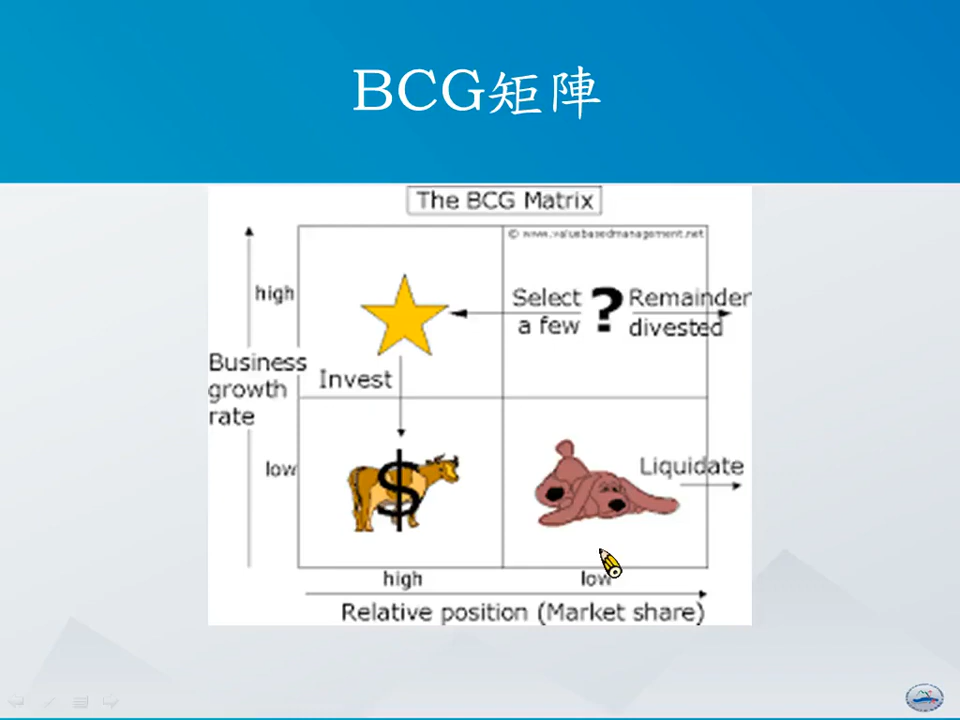 BCG矩陣
The BCG Matrix
© www.valuebasedmanagement.net
high
Select
a few
?
Remainder
divested
Business
growth
rate
Invest
low
$
Liquidate
high
low
Relative position (Market share)